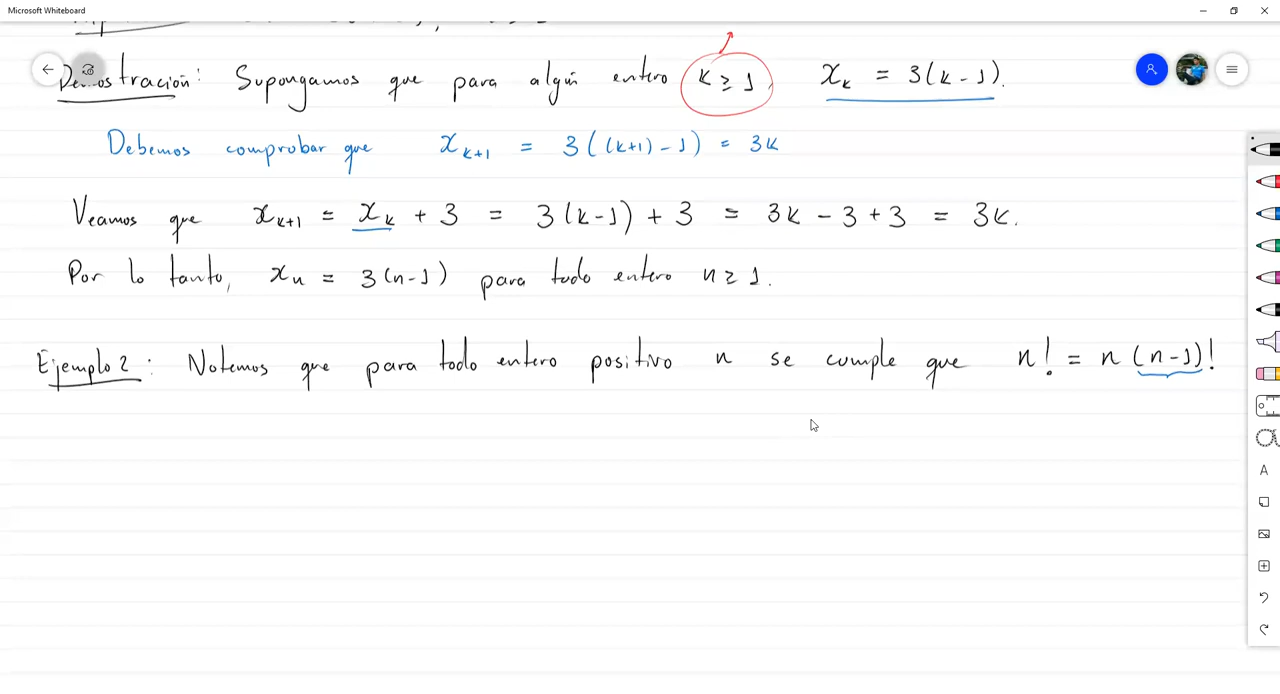 Microsoft Whiteboard
Demostración: Supongamos que para algún entero k ≥ 1, x_k = 3(k-1).
Debemos comprobar que x_{k+1} = 3((k+1)-1) = 3k
Veamos que x_{k+1} = x_k + 3 = 3(k-1) + 3 = 3k - 3 + 3 = 3k.
Por lo tanto, x_n = 3(n-1) para todo entero n ≥ 1.
Ejemplo 2: Notemos que para todo entero positivo n se cumple que n! = n(n-1)!